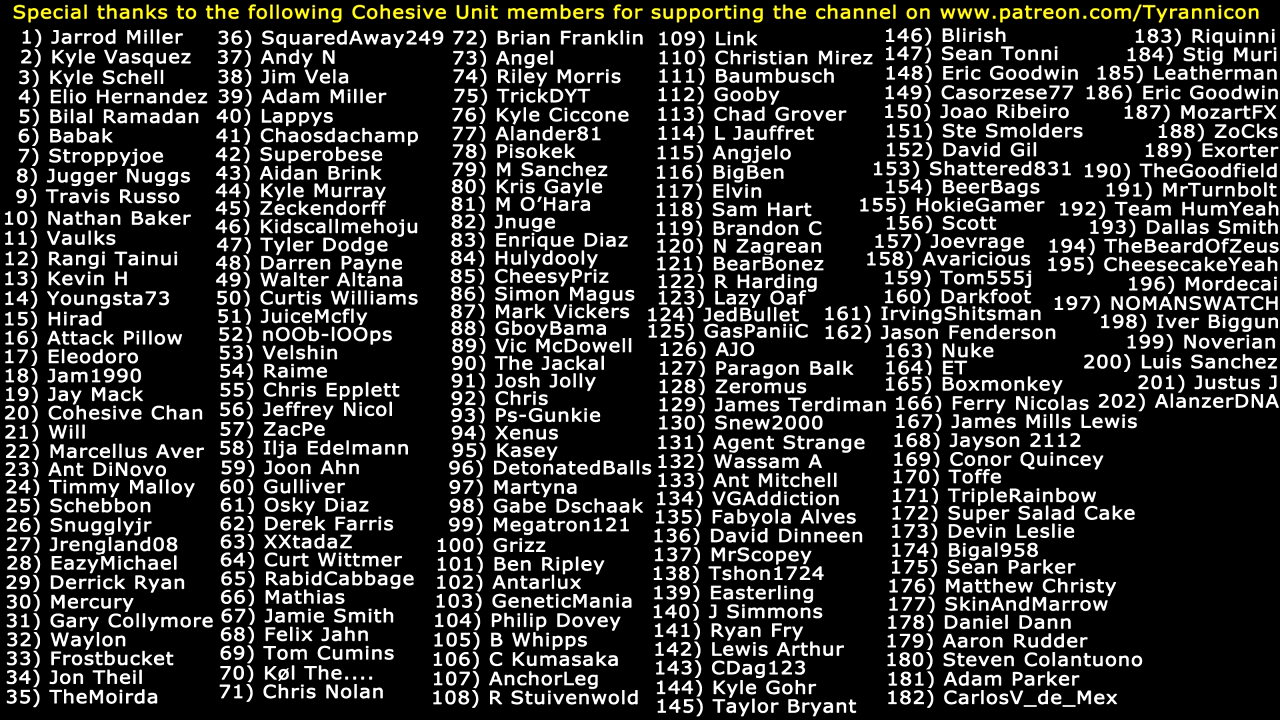 Special thanks to the following Cohesive Unit members for supporting the channel on www.patreon.com/Tyrannicon
1) Jarrod Miller
2) Kyle Vasquez
3) Kyle Schell
4) Elio Hernandez
5) Bilal Ramadan
6) Babak
7) Stroppyjoe
8) Jugger Nuggs
9) Travis Russo
10) Nathan Baker
11) Vaulks
12) Rangi Tainui
13) Kevin H
14) Youngsta73
15) Hirad
16) Attack Pillow
17) Eleodoro
18) Jam1990
19) Jay Mack
20) Cohesive Chan
21) Will
22) Marcellus Aver
23) Ant DiNovo
24) Timmy Malloy
25) Schebbon
26) Snugglyjr
27) Jrengland08
28) EazyMichael
29) Derrick Ryan
30) Mercury
31) Gary Collymore
32) Waylon
33) Frostbucket
34) Jon Theil
35) TheMoirda
36) SquaredAway249
37) Andy N
38) Jim Vela
39) Adam Miller
40) Lappys
41) Chaosdachamp
42) Superobese
43) Aidan Brink
44) Kyle Murray
45) Zeckendorff
46) Kidscallmehoju
47) Tyler Dodge
48) Darren Payne
49) Walter Altana
50) Curtis Williams
51) JuiceMcfly
52) nOOb-lOOps
53) Velshin
54) Raime
55) Chris Epplett
56) Jeffrey Nicol
57) ZacPe
58) Ilja Edelmann
59) Joon Ahn
60) Gulliver
61) Osky Diaz
62) Derek Farris
63) XXtadaZ
64) Curt Wittmer
65) RabidCabbage
66) Mathias
67) Jamie Smith
68) Felix Jahn
69) Tom Cumins
70) Køl The....
71) Chris Nolan
72) Brian Franklin
73) Angel
74) Riley Morris
75) TrickDYT
76) Kyle Ciccone
77) Alander81
78) Pisokek
79) M Sanchez
80) Kris Gayle
81) M O’Hara
82) Jnuge
83) Enrique Diaz
84) Hulydooly
85) CheesyPriz
86) Simon Magus
87) Mark Vickers
88) GboyBama
89) Vic McDowell
90) The Jackal
91) Josh Jolly
92) Chris
93) Ps-Gunkie
94) Xenus
95) Kasey
96) DetonatedBalls
97) Martyna
98) Gabe Dschaak
99) Megatron121
100) Grizz
101) Ben Ripley
102) Antarlux
103) GeneticMania
104) Philip Dovey
105) B Whipps
106) C Kumasaka
107) AnchorLeg
108) R Stuivenwold
109) Link
110) Christian Mirez
111) Baumbusch
112) Gooby
113) Chad Grover
114) L Jauffret
115) Angjelo
116) BigBen
117) Elvin
118) Sam Hart
119) Brandon C
120) N Zagrean
121) BearBonez
122) R Harding
123) Lazy Oaf
124) JedBullet
125) GasPaniiC
126) AJO
127) Paragon Balk
128) Zeromus
129) James Terdiman
130) Snew2000
131) Agent Strange
132) Wassam A
133) Ant Mitchell
134) VGAddiction
135) Fabyola Alves
136) David Dinneen
137) MrScopey
138) Tshon1724
139) Easterling
140) J Simmons
141) Ryan Fry
142) Lewis Arthur
143) CDag123
144) Kyle Gohr
145) Taylor Bryant
146) Blirish
147) Sean Tonni
148) Eric Goodwin
149) Casorzese77
150) Joao Ribeiro
151) Ste Smolders
152) David Gil
153) Shattered831
154) BeerBags
155) HokieGamer
156) Scott
157) Joevrage
158) Avaricious
159) Tom555j
160) Darkfoot
161) IrvingShitsman
162) Jason Fenderson
163) Nuke
164) ET
165) Boxmonkey
166) Ferry Nicolas
167) James Mills Lewis
168) Jayson 2112
169) Conor Quincey
170) Toffe
171) TripleRainbow
172) Super Salad Cake
173) Devin Leslie
174) Bigal958
175) Sean Parker
176) Matthew Christy
177) SkinAndMarrow
178) Daniel Dann
179) Aaron Rudder
180) Steven Colantuono
181) Adam Parker
182) CarlosV_de_Mex
183) Riquinni
184) Stig Muri
185) Leatherman
186) Eric Goodwin
187) MozartFX
188) ZoCks
189) Exorter
190) TheGoodfield
191) MrTurnbolt
192) Team HumYeah
193) Dallas Smith
194) TheBeardOfZeus
195) CheesecakeYeah
196) Mordecai
197) NOMANSWATCH
198) Iver Biggun
199) Noverian
200) Luis Sanchez
201) Justus J
202) AlanzerDNA